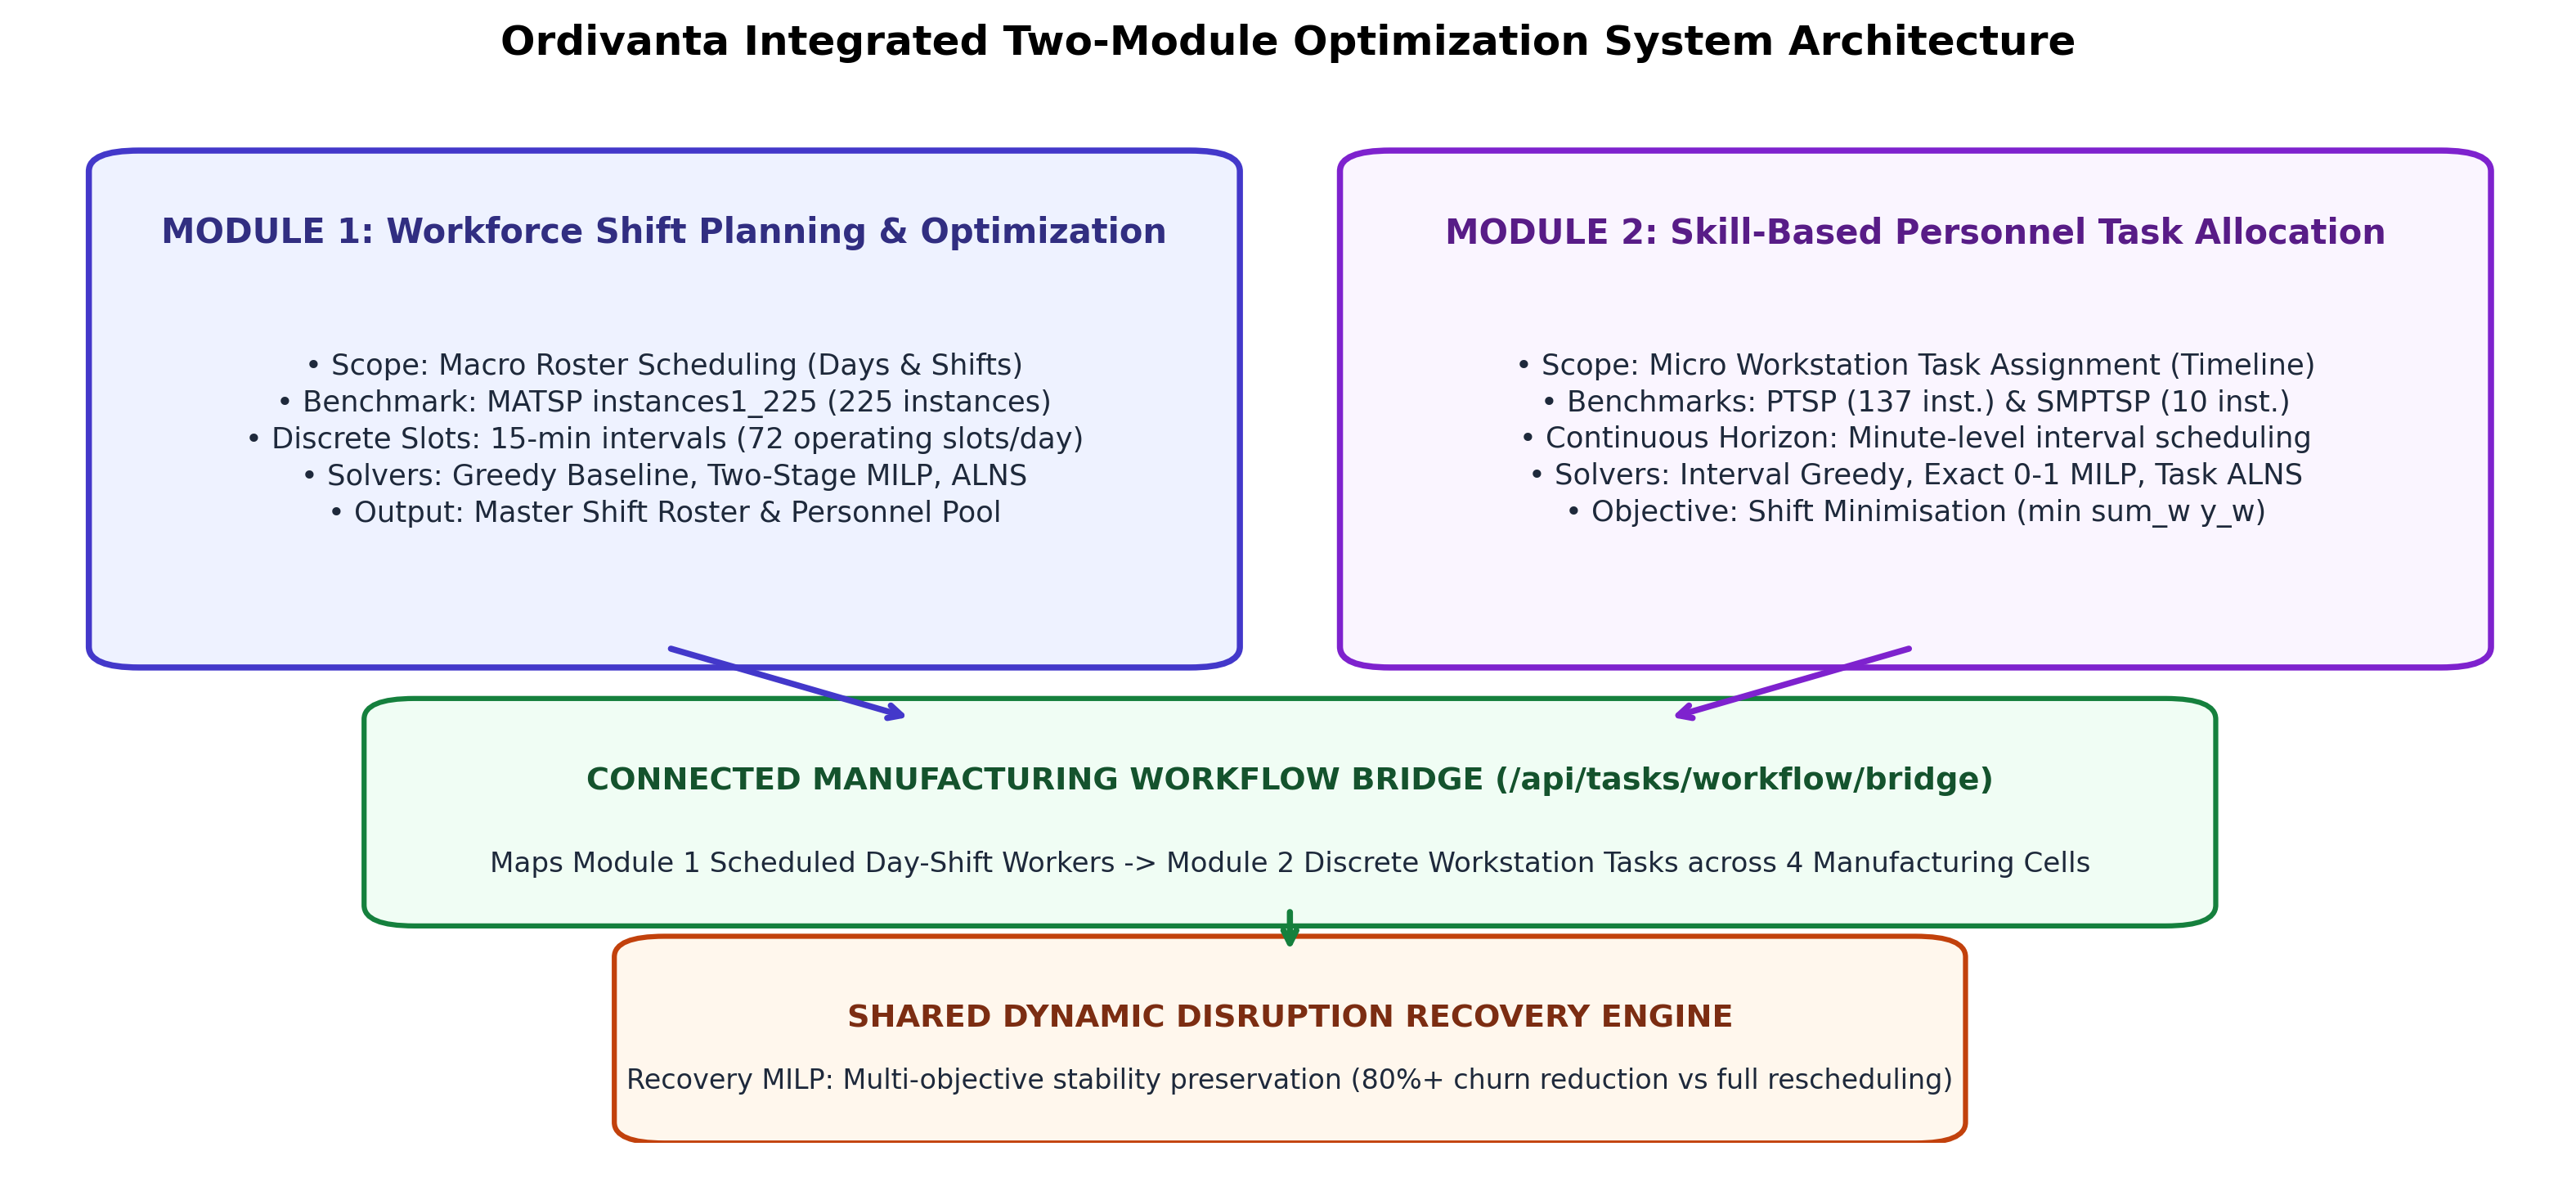 Ordivanta Integrated Two-Module Optimization System Architecture
MODULE 1: Workforce Shift Planning & Optimization
• Scope: Macro Roster Scheduling (Days & Shifts)
• Benchmark: MATSP instances1_225 (225 instances)
• Discrete Slots: 15-min intervals (72 operating slots/day)
• Solvers: Greedy Baseline, Two-Stage MILP, ALNS
• Output: Master Shift Roster & Personnel Pool
MODULE 2: Skill-Based Personnel Task Allocation
• Scope: Micro Workstation Task Assignment (Timeline)
• Benchmarks: PTSP (137 inst.) & SMPTSP (10 inst.)
• Continuous Horizon: Minute-level interval scheduling
• Solvers: Interval Greedy, Exact 0-1 MILP, Task ALNS
• Objective: Shift Minimisation (min sum_w y_w)
CONNECTED MANUFACTURING WORKFLOW BRIDGE (/api/tasks/workflow/bridge)
Maps Module 1 Scheduled Day-Shift Workers -> Module 2 Discrete Workstation Tasks across 4 Manufacturing Cells
SHARED DYNAMIC DISRUPTION RECOVERY ENGINE
Recovery MILP: Multi-objective stability preservation (80%+ churn reduction vs full rescheduling)